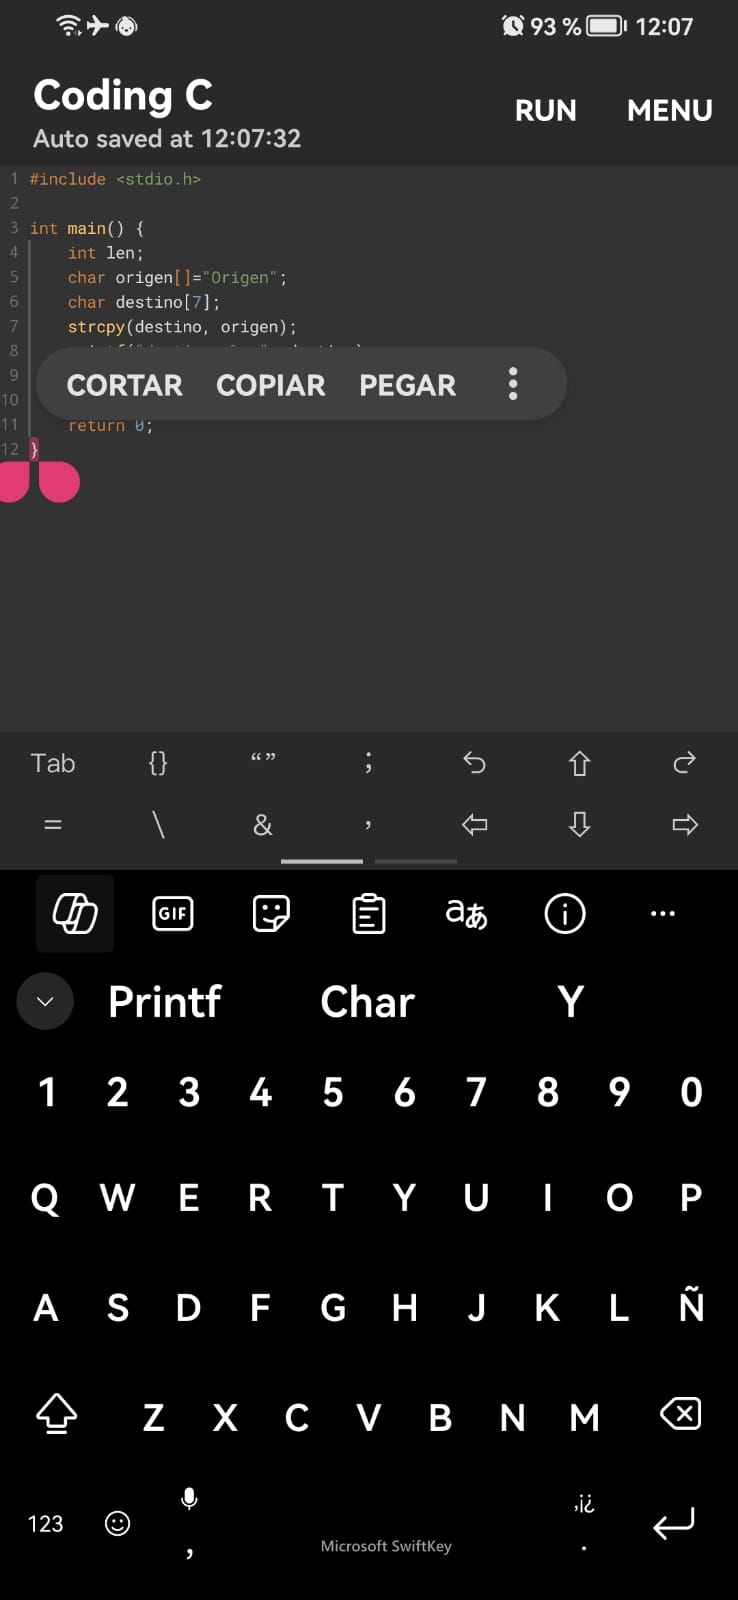 93 % 12:07
Coding C
RUN MENU
Auto saved at 12:07:32
1 #include <stdio.h>
2
3 int main() {
4 int len;
5 char origen[]="Origen";
6 char destino[7];
7 strcpy(destino, origen);
8
9
CORTAR COPIAR PEGAR
10
11 return 0;
12 }
Tab {} “” ;
= \ & ,
GIF aあ i ...
Printf Char Y
1 2 3 4 5 6 7 8 9 0
Q W E R T Y U I O P
A S D F G H J K L Ñ
Z X C V B N M
,¡¿
123
Microsoft SwiftKey
, .